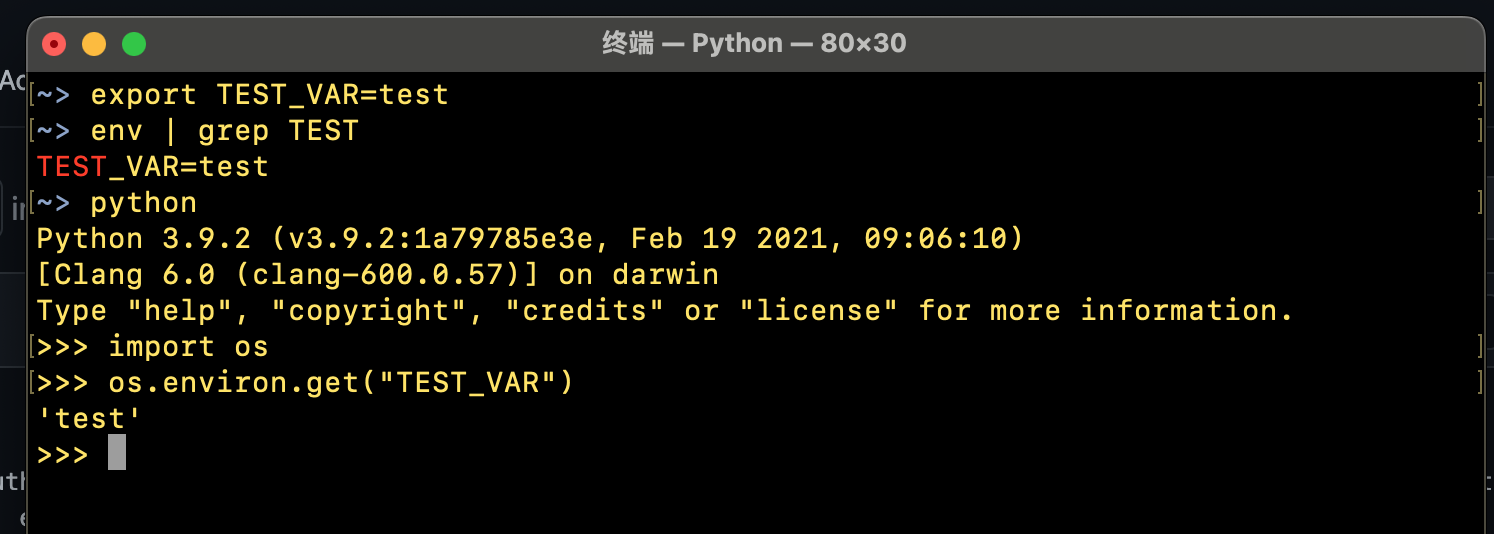 终端 — Python — 80×30
[~> export TEST_VAR=test ]
[~> env | grep TEST ]
TEST_VAR=test
[~> python ]
Python 3.9.2 (v3.9.2:1a79785e3e, Feb 19 2021, 09:06:10)
[Clang 6.0 (clang-600.0.57)] on darwin
Type "help", "copyright", "credits" or "license" for more information.
[>>> import os ]
[>>> os.environ.get("TEST_VAR") ]
'test'
>>>